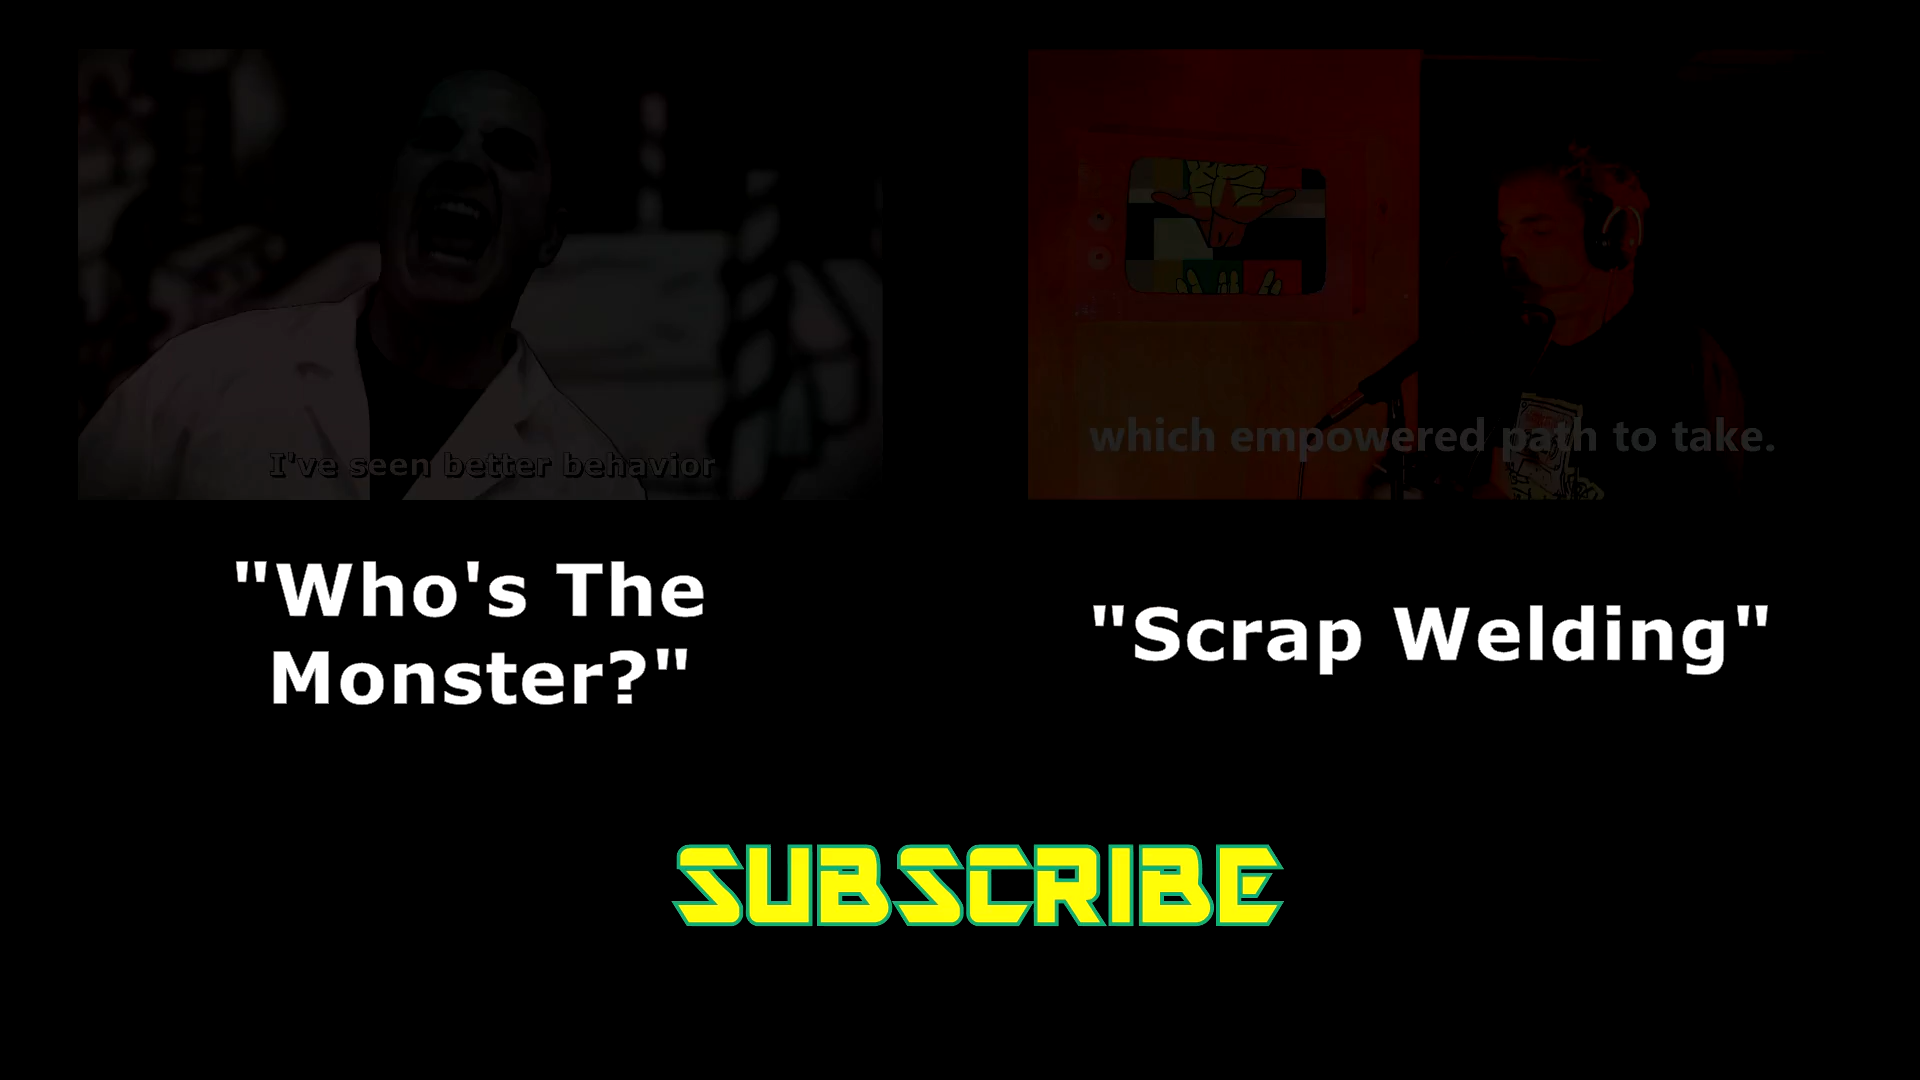 I've seen better behavior
which empowered path to take.
"Who's The
Monster?"
"Scrap Welding"
SUBSCRIBE